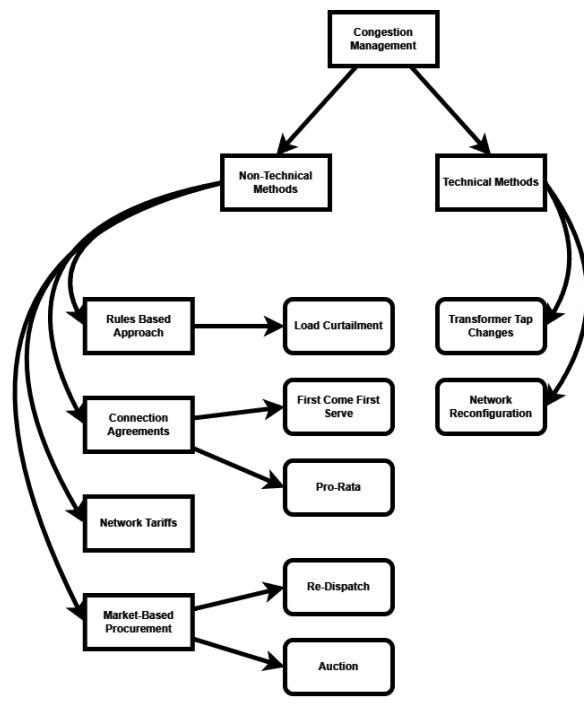 Congestion
Management
Non-Technical
Methods
Technical Methods
Rules Based
Approach
Load Curtailment
Transformer Tap
Changes
Connection
Agreements
First Come First
Serve
Network
Reconfiguration
Pro-Rata
Network Tariffs
Market-Based
Procurement
Re-Dispatch
Auction